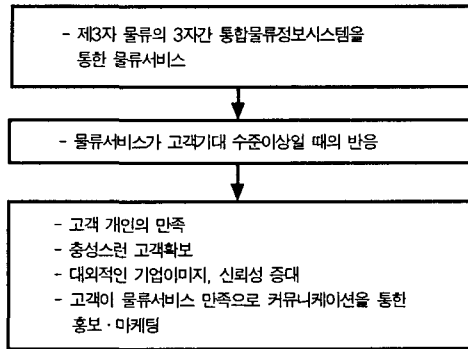 - 제3자 물류의 3자간 통합물류정보시스템을
통한 물류서비스
- 물류서비스가 고객기대 수준이상일 때의 반응
- 고객 개인의 만족
- 충성스런 고객확보
- 대외적인 기업이미지, 신뢰성 증대
- 고객이 물류서비스 만족으로 커뮤니케이션을 통한
홍보·마케팅